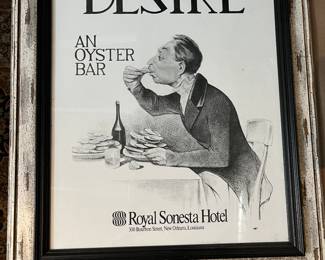 DESIRE
AN
OYSTER
BAR
Royal Sonesta Hotel
300 Bourbon Street, New Orleans, Louisiana